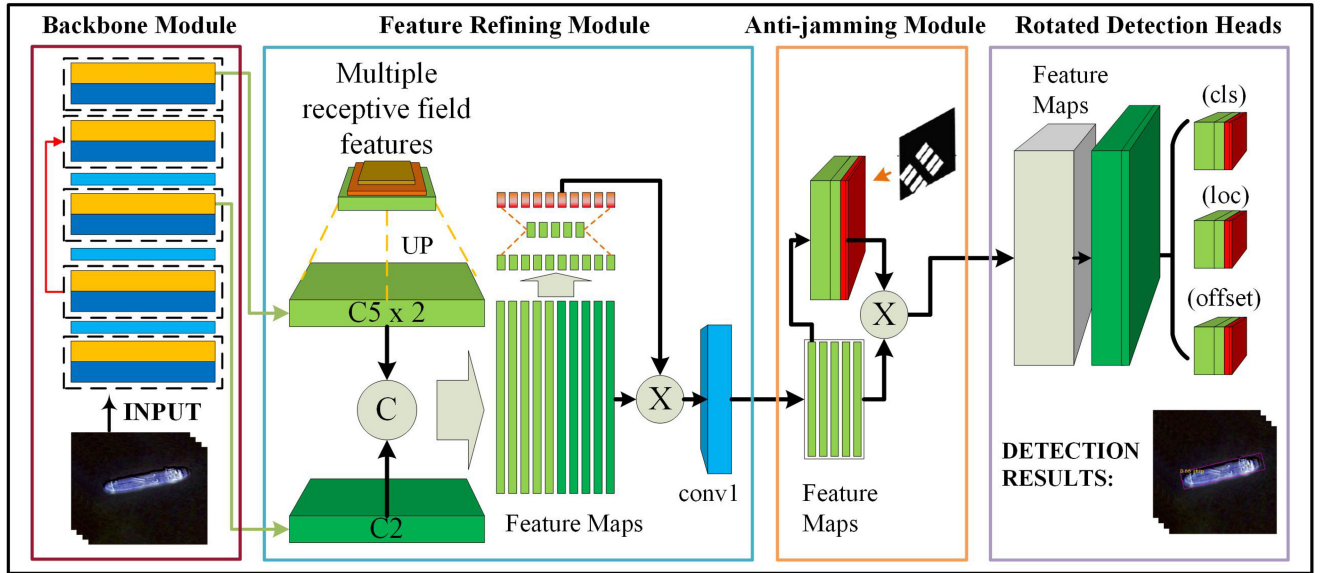 Backbone Module
Feature Refining Module
Anti-jamming Module
Rotated Detection Heads
INPUT
Multiple
receptive field
features
UP
C5 x 2
C
C2
Feature Maps
X
conv1
X
Feature
Maps
Feature
Maps
(cls)
(loc)
(offset)
DETECTION
RESULTS: